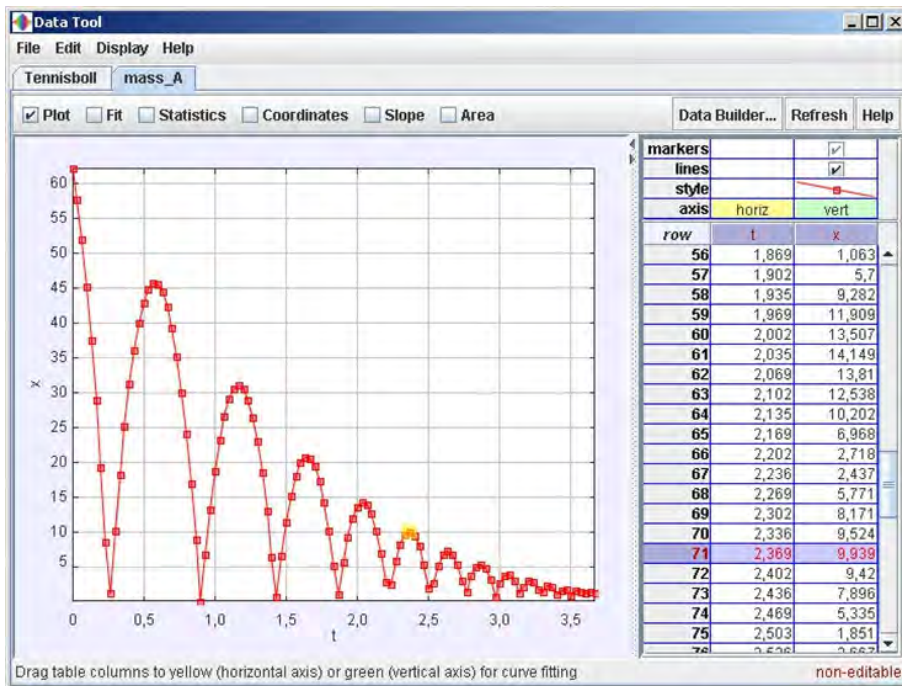 Data Tool
File Edit Display Help
Tennisboll mass_A
Plot Fit Statistics Coordinates Slope Area Data Builder... Refresh Help
60
55
50
45
40
35
30
25
20
15
10
5
x
0 0,5 1,0 1,5 2,0 2,5 3,0 3,5
t
markers
lines
style
axis horiz vert
row t x
56 1,869 1,063
57 1,902 5,7
58 1,935 9,282
59 1,969 11,909
60 2,002 13,507
61 2,035 14,149
62 2,069 13,81
63 2,102 12,538
64 2,135 10,202
65 2,169 6,968
66 2,202 2,718
67 2,236 2,437
68 2,269 5,771
69 2,302 8,171
70 2,336 9,524
71 2,369 9,939
72 2,402 9,42
73 2,436 7,896
74 2,469 5,335
75 2,503 1,851
Drag table columns to yellow (horizontal axis) or green (vertical axis) for curve fitting non-editable